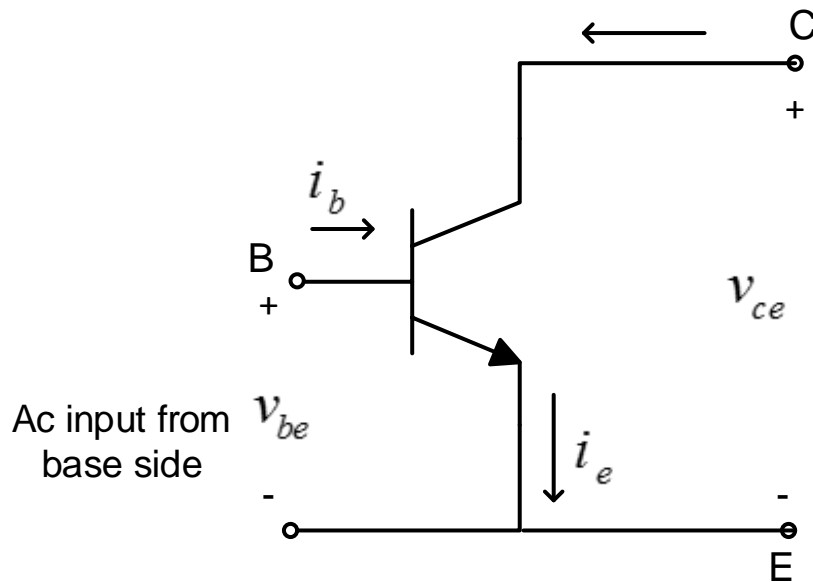 C
+
i_b
B
+
v_ce
Ac input from
base side
v_be
i_e
-
-
E